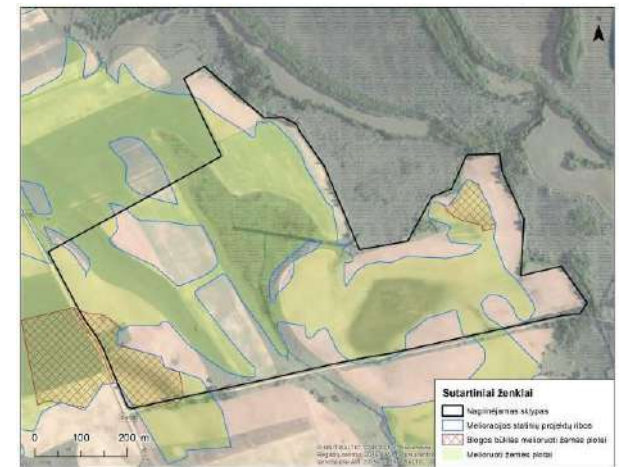 N
Sutartiniai ženklai
Nagrinėjamas sklypas
Melioracijos statinių projektų ribos
Blogos būklės melioruoti žemės plotai
Melioruoti žemės plotai
0 100 200 m